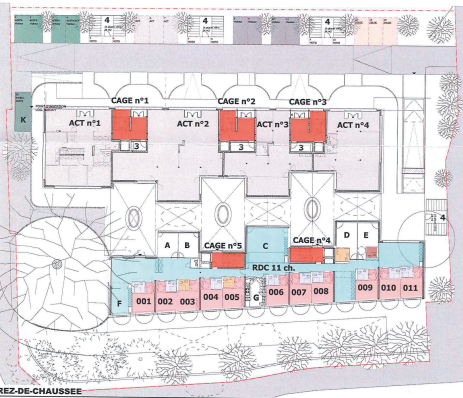 4 4 4
CAGE n°1 CAGE n°2 CAGE n°3
K
ACT n°1 ACT n°2 ACT n°3 ACT n°4
3 3 3
4
A B C D E
CAGE n°5 CAGE n°4
RDC 11 ch.
F 001 002 003 004 005 G 006 007 008 009 010 011
REZ-DE-CHAUSSEE